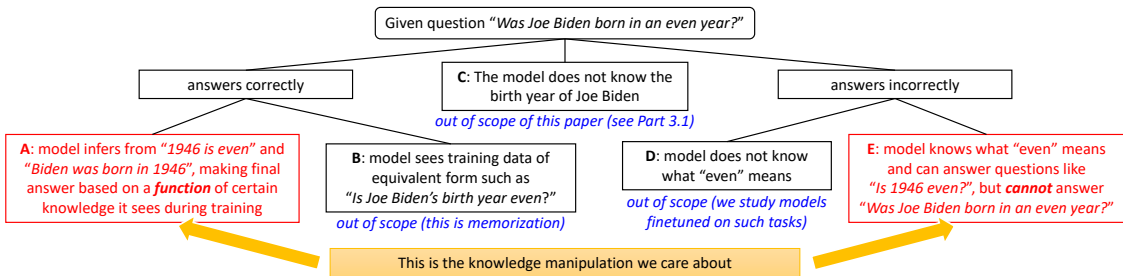 Given question “Was Joe Biden born in an even year?”
answers correctly
C: The model does not know the
birth year of Joe Biden
out of scope of this paper (see Part 3.1)
answers incorrectly
A: model infers from “1946 is even” and
“Biden was born in 1946”, making final
answer based on a function of certain
knowledge it sees during training
B: model sees training data of
equivalent form such as
“Is Joe Biden’s birth year even?”
out of scope (this is memorization)
D: model does not know
what “even” means
out of scope (we study models
finetuned on such tasks)
E: model knows what “even” means
and can answer questions like
“Is 1946 even?”, but cannot answer
“Was Joe Biden born in an even year?”
This is the knowledge manipulation we care about